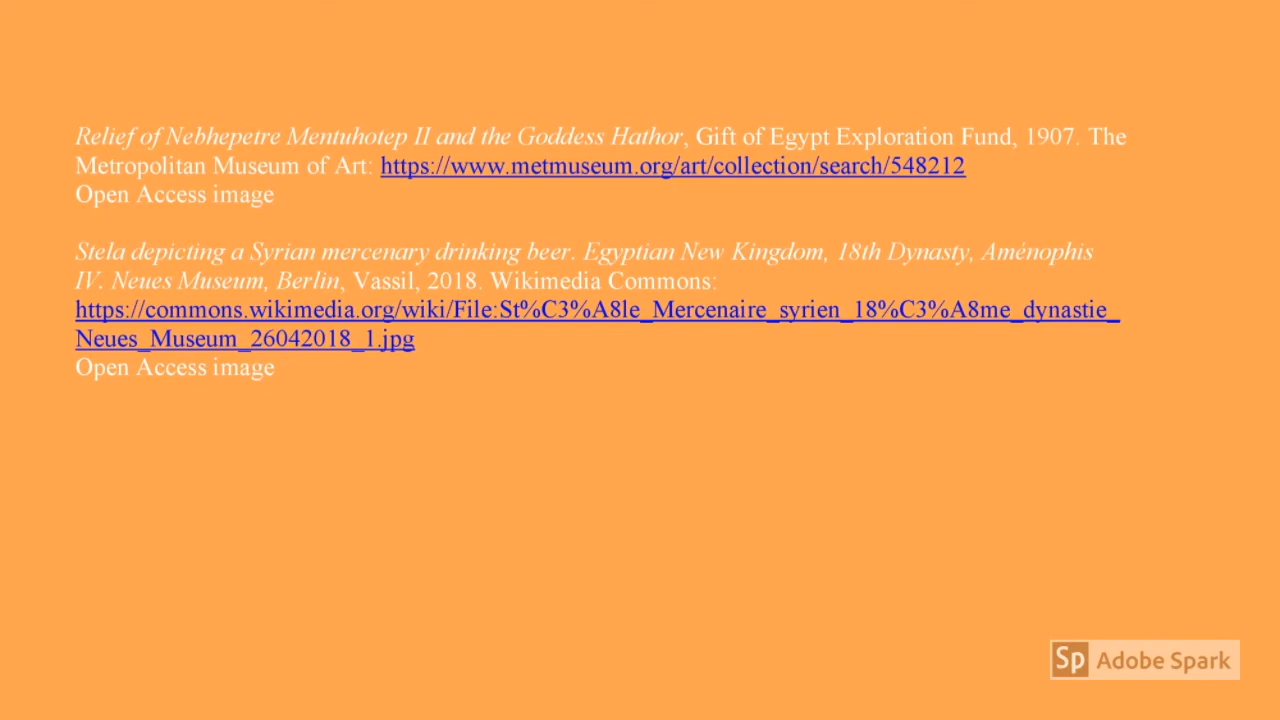 Relief of Nebhepetre Mentuhotep II and the Goddess Hathor, Gift of Egypt Exploration Fund, 1907. The
Metropolitan Museum of Art: https://www.metmuseum.org/art/collection/search/548212
Open Access image
Stela depicting a Syrian mercenary drinking beer. Egyptian New Kingdom, 18th Dynasty, Aménophis
IV. Neues Museum, Berlin, Vassil, 2018. Wikimedia Commons:
https://commons.wikimedia.org/wiki/File:St%C3%A8le_Mercenaire_syrien_18%C3%A8me_dynastie_
Neues_Museum_26042018_1.jpg
Open Access image
Sp Adobe Spark